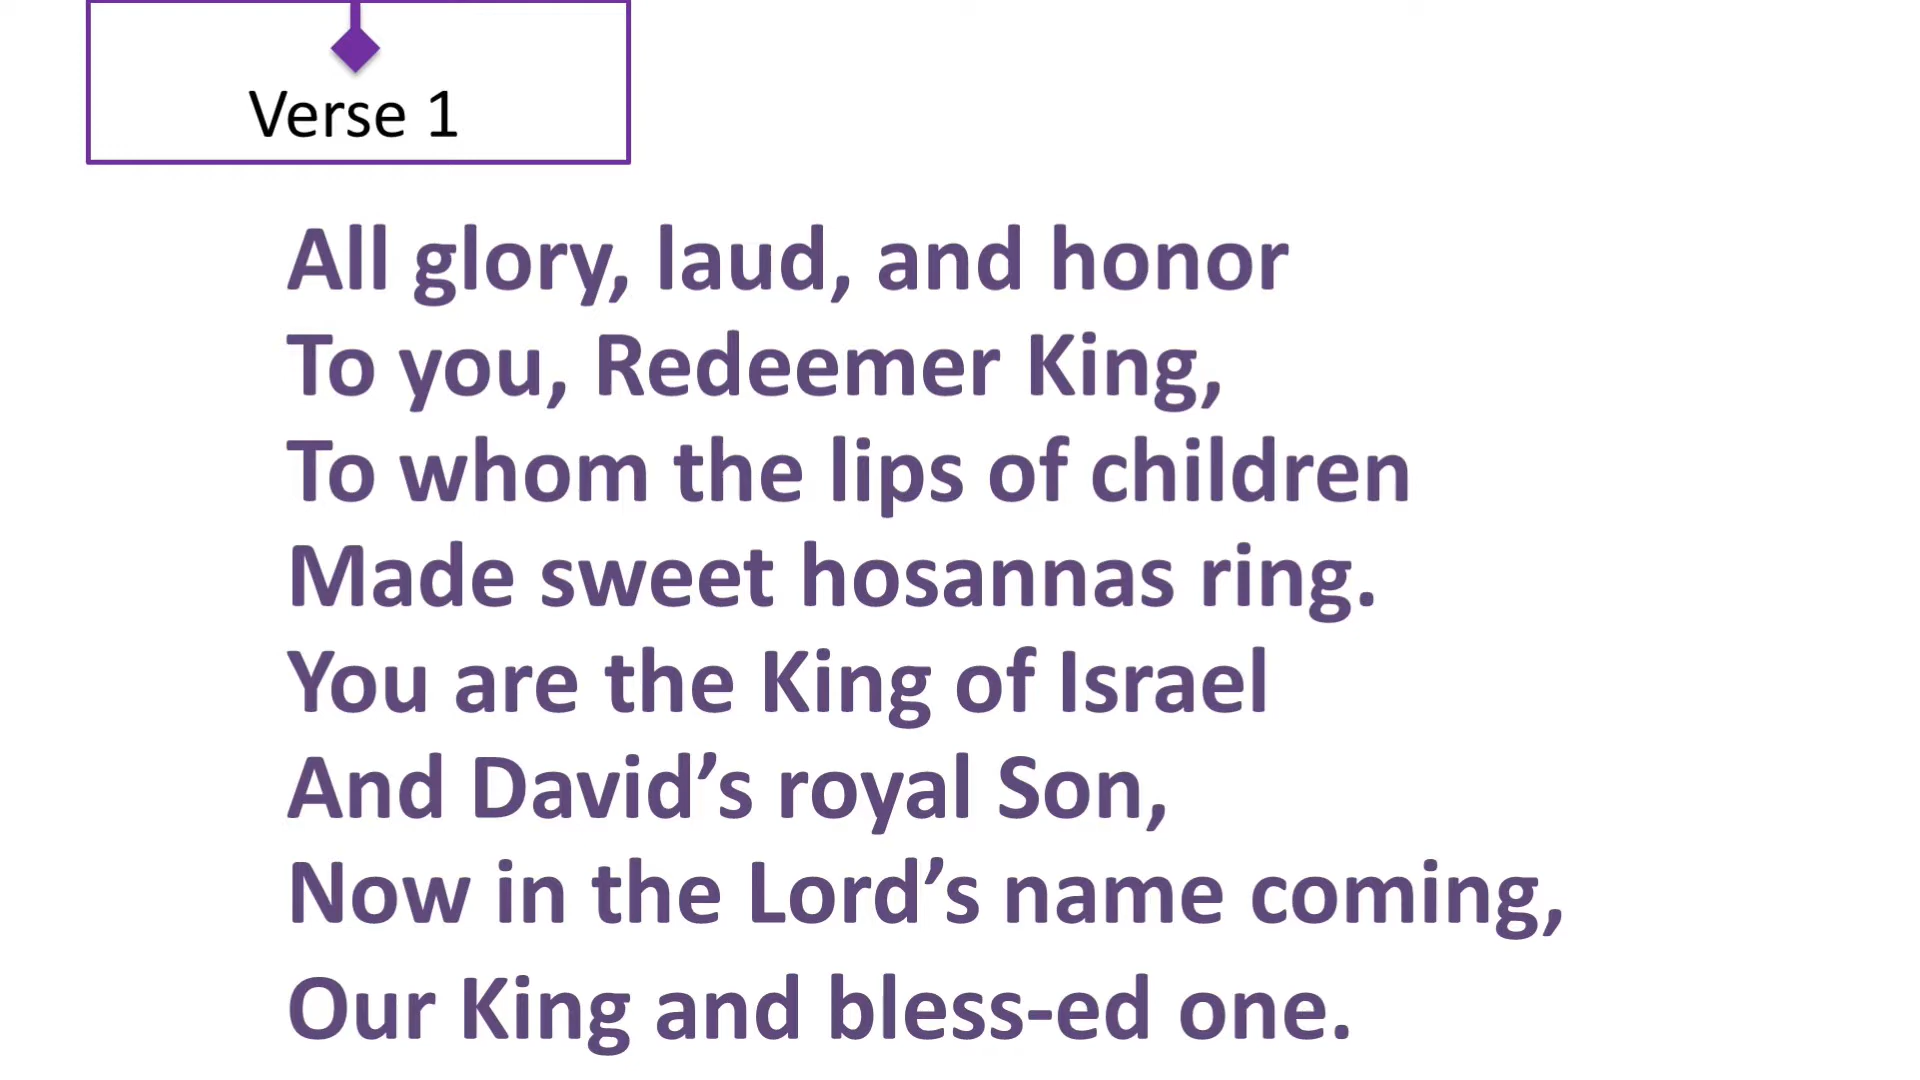 Verse 1
All glory, laud, and honor
To you, Redeemer King,
To whom the lips of children
Made sweet hosannas ring.
You are the King of Israel
And David’s royal Son,
Now in the Lord’s name coming,
Our King and bless-ed one.